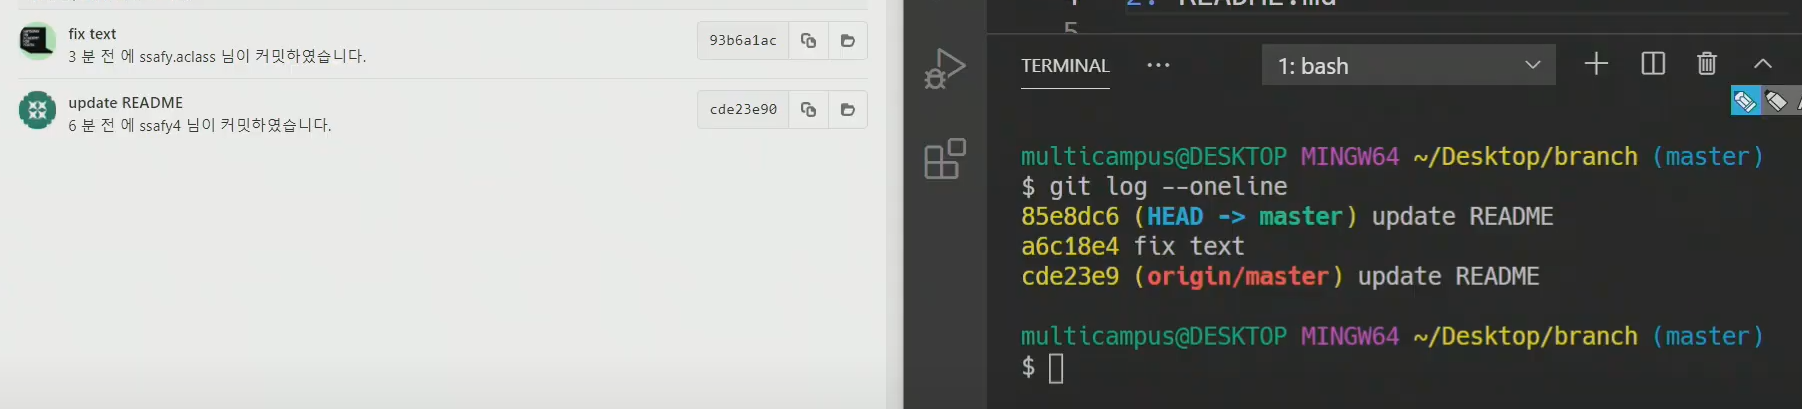 fix text
3 분 전 에 ssafy.aclass 님이 커밋하였습니다.
93b6a1ac
update README
6 분 전 에 ssafy4 님이 커밋하였습니다.
cde23e90
5
TERMINAL ···
1: bash
multicampus@DESKTOP MINGW64 ~/Desktop/branch (master)
$ git log --oneline
85e8dc6 (HEAD -> master) update README
a6c18e4 fix text
cde23e9 (origin/master) update README
multicampus@DESKTOP MINGW64 ~/Desktop/branch (master)
$